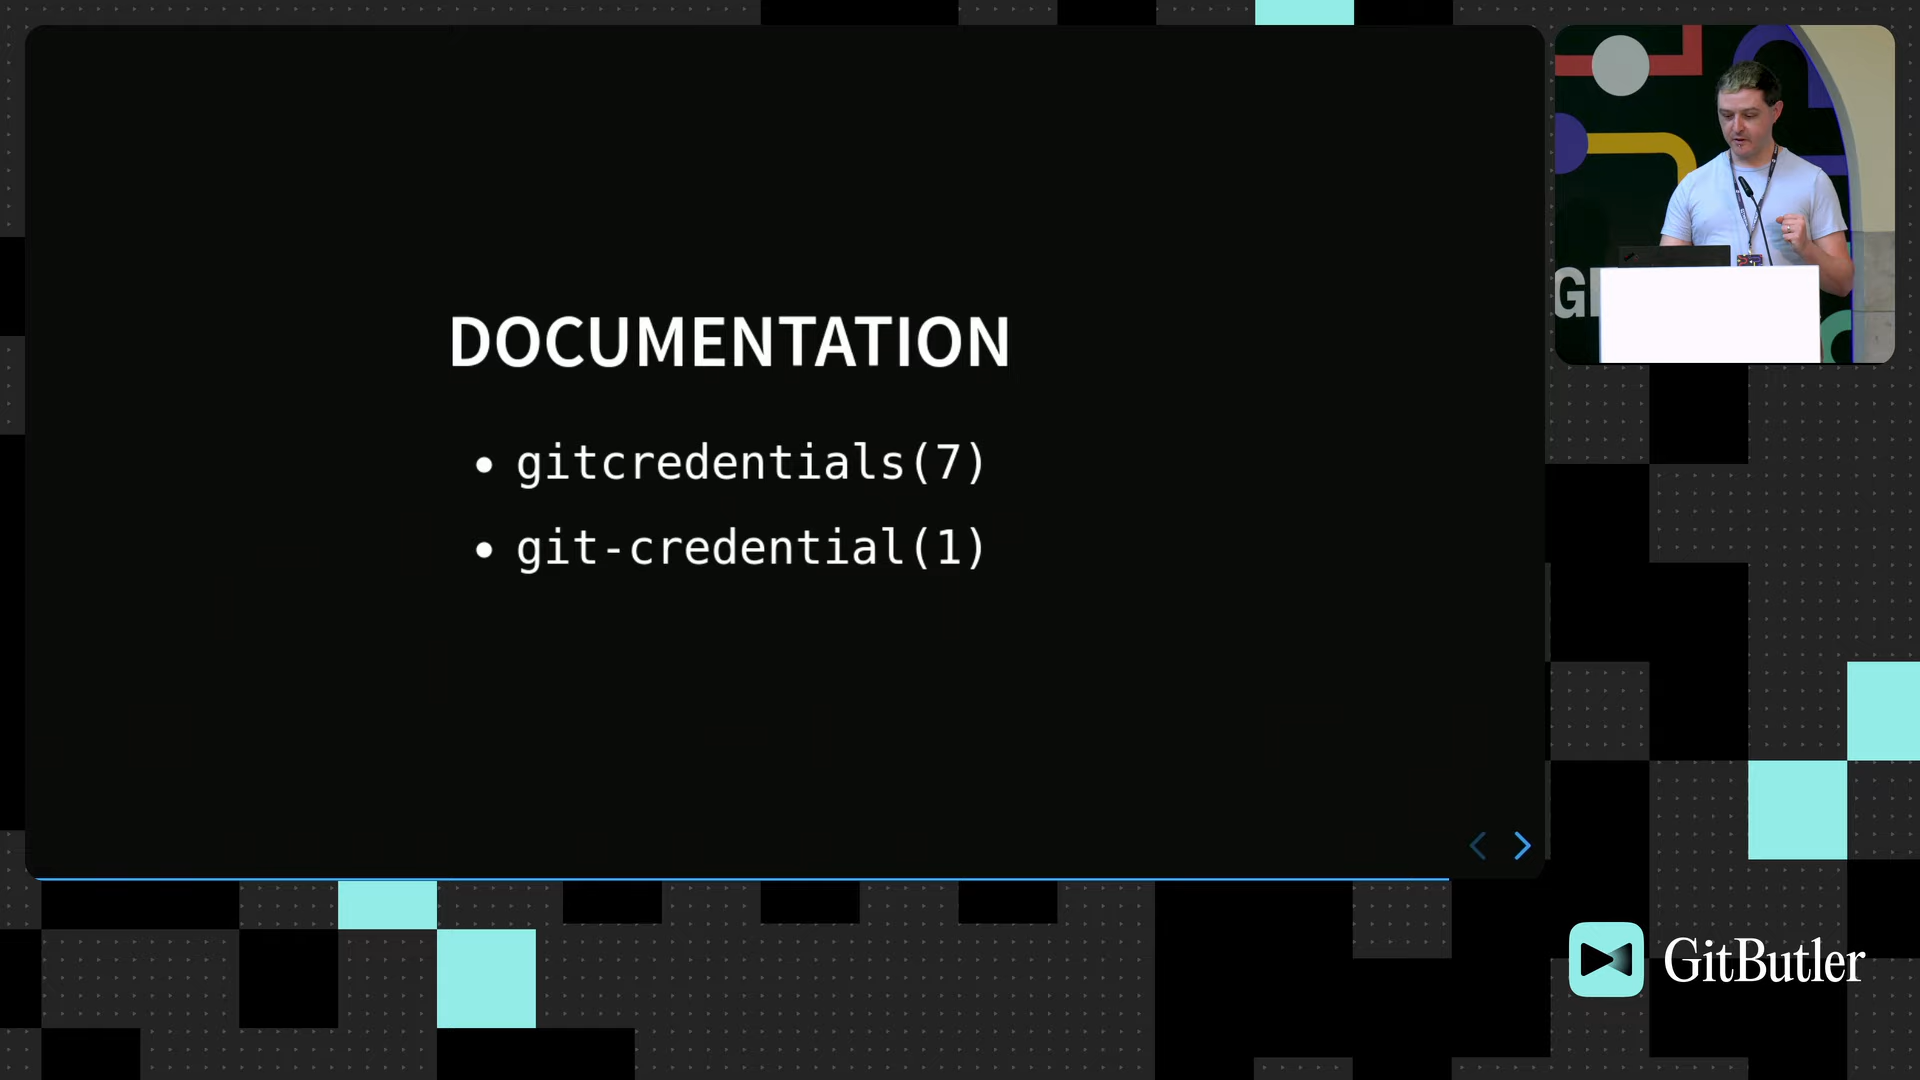 DOCUMENTATION
• gitcredentials(7)
• git-credential(1)
GitButler